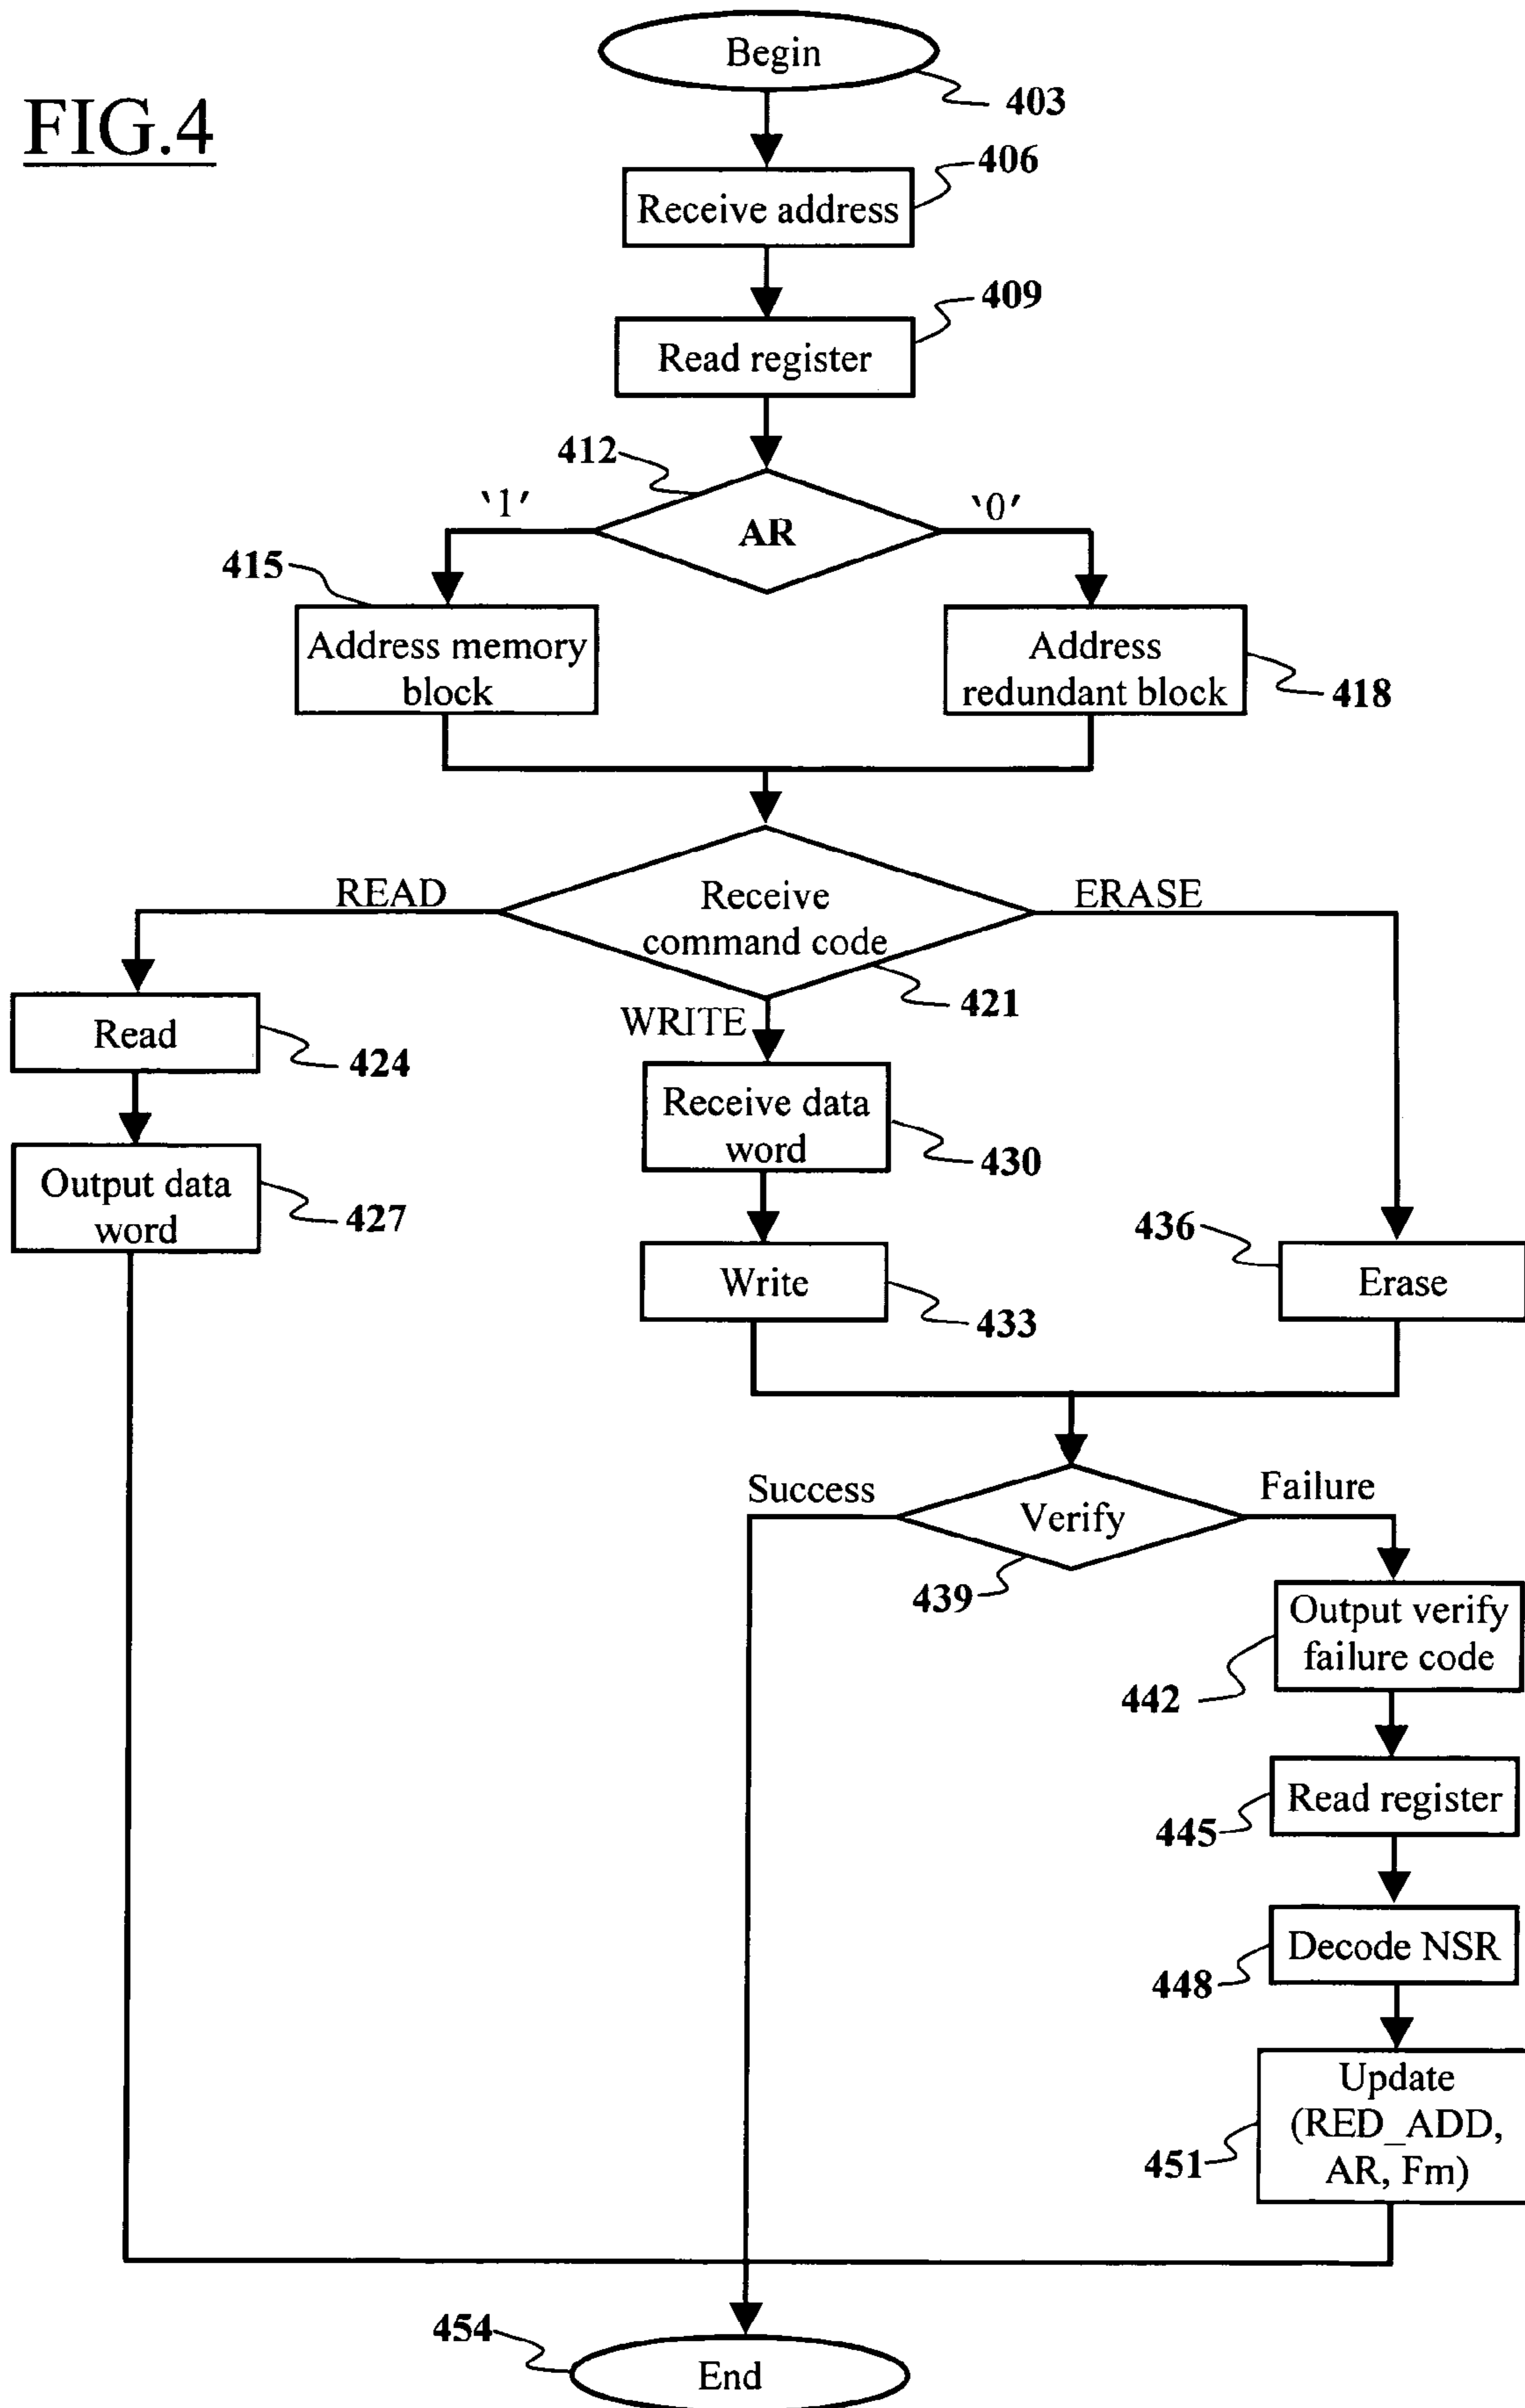 FIG.4
Begin
403
406
Receive address
409
Read register
412
‵1′
‵0′
AR
415
Address memory
block
Address
redundant block
418
READ
ERASE
Receive
command code
421
WRITE
Read
424
Receive data
word
430
Output data
word
427
436
Write
433
Erase
Success
Failure
Verify
439
Output verify
failure code
442
Read register
445
Decode NSR
448
Update
(RED_ADD,
AR, Fm)
451
454
End